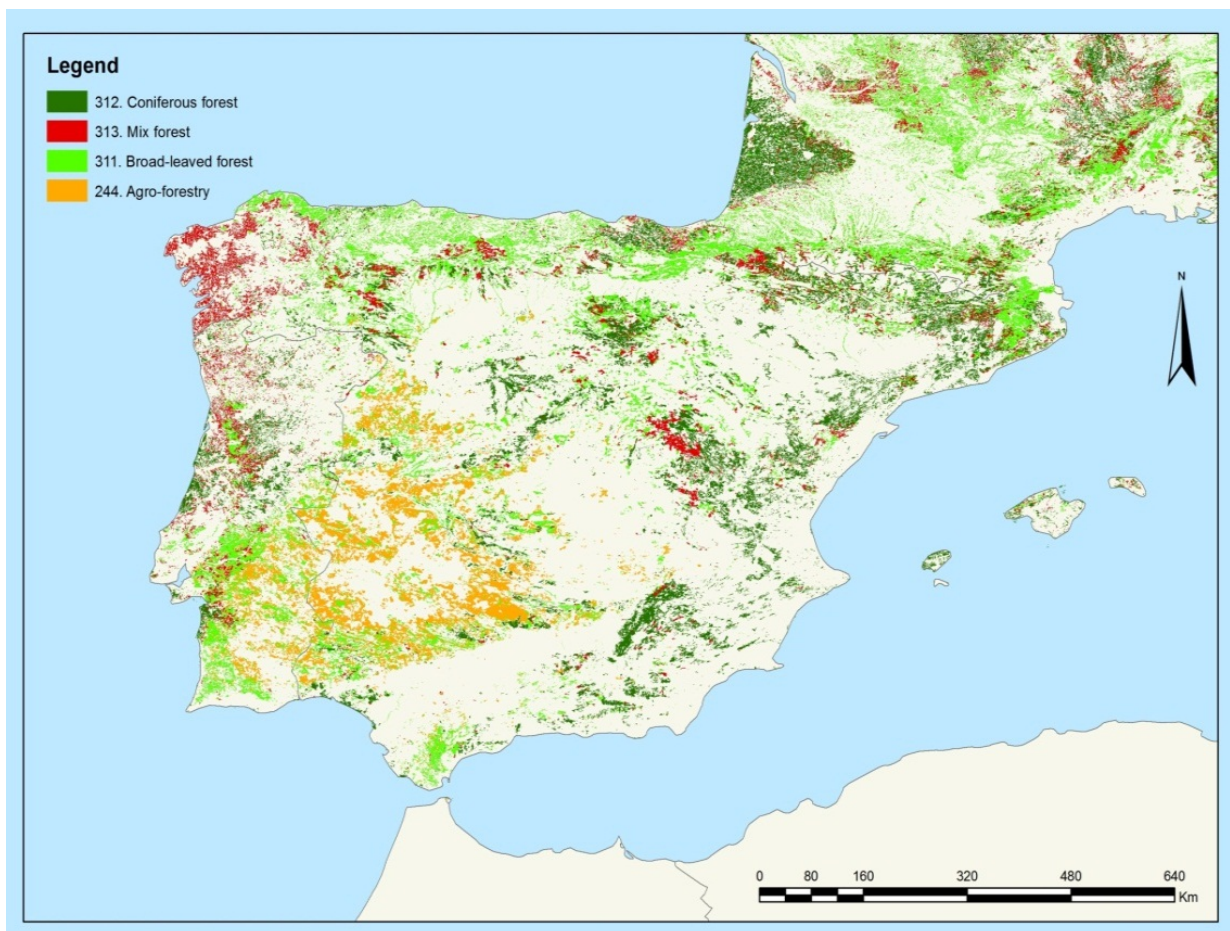 Legend
312. Coniferous forest
313. Mix forest
311. Broad-leaved forest
244. Agro-forestry
N
0 80 160 320 480 640
Km